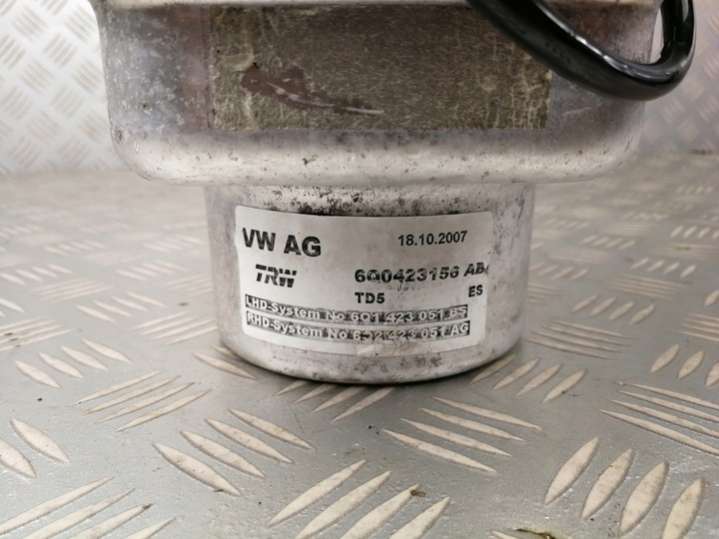 VW AG 18.10.2007
TRW 6Q0423156 AB
TD5 ES
LHD-System No 6Q1 423 051 BS
RHD-System No 6Q2 423 051 AG